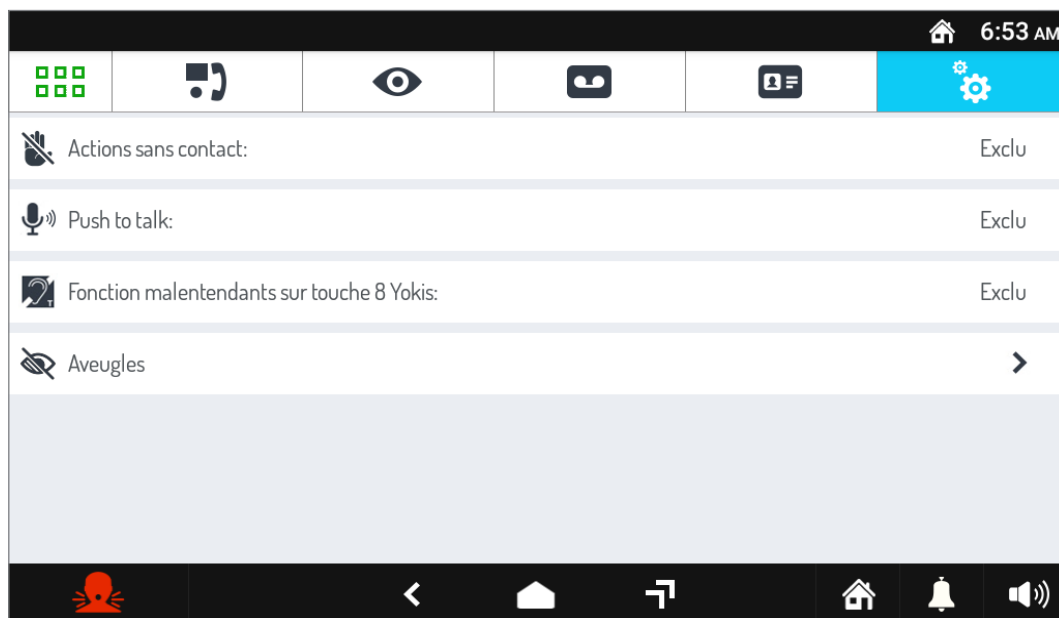 6:53 AM
Actions sans contact: Exclu
Push to talk: Exclu
Fonction malentendants sur touche 8 Yokis: Exclu
Aveugles